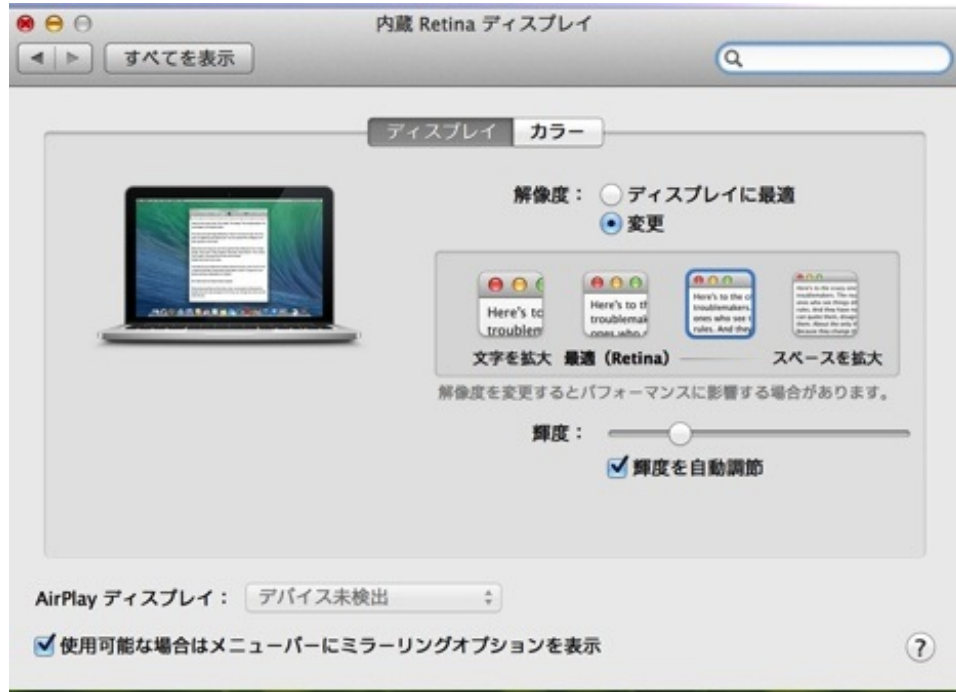 内蔵 Retina ディスプレイ
すべてを表示
ディスプレイ カラー
解像度： ディスプレイに最適
変更
Here's to
troublem
Here's to th
troublemak
ones who
Here's to the c
troublemakers.
ones who see t
rules. And they
文字を拡大 最適（Retina） スペースを拡大
解像度を変更するとパフォーマンスに影響する場合があります。
輝度：
輝度を自動調節
AirPlay ディスプレイ： デバイス未検出
使用可能な場合はメニューバーにミラーリングオプションを表示
?